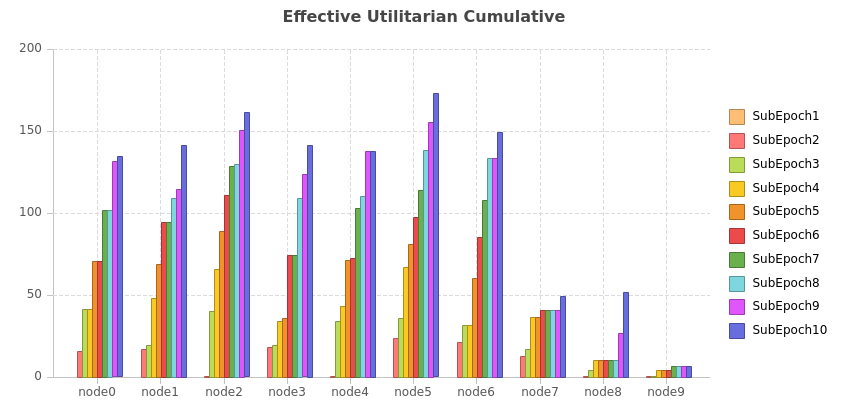 Effective Utilitarian Cumulative
200
150
100
50
0
node0 node1 node2 node3 node4 node5 node6 node7 node8 node9
SubEpoch1
SubEpoch2
SubEpoch3
SubEpoch4
SubEpoch5
SubEpoch6
SubEpoch7
SubEpoch8
SubEpoch9
SubEpoch10